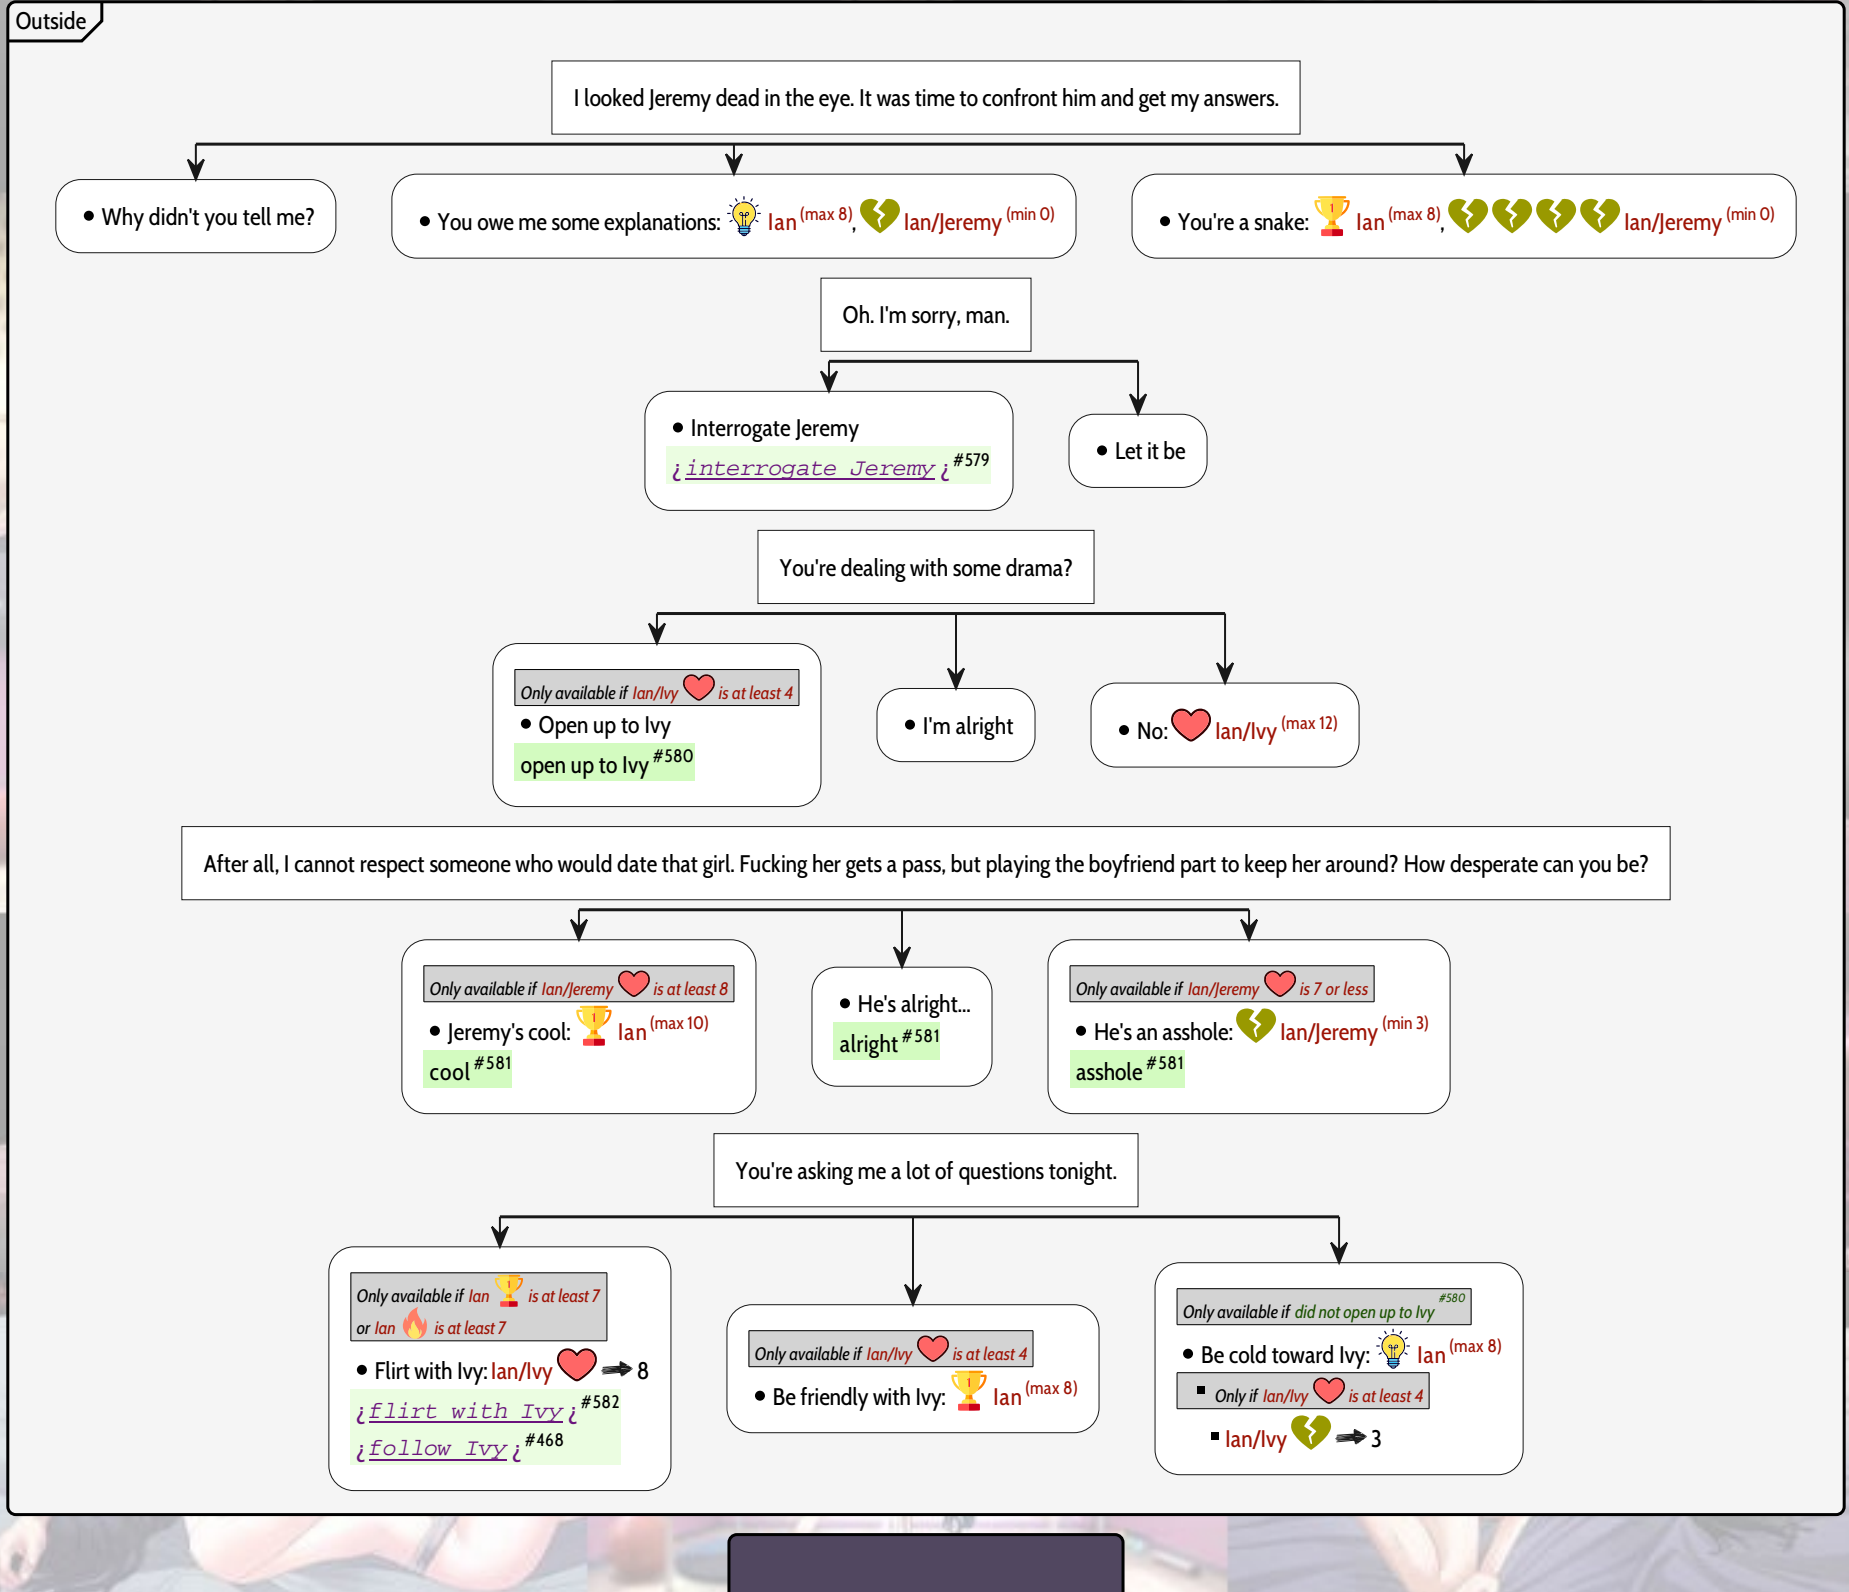 Outside
I looked Jeremy dead in the eye. It was time to confront him and get my answers.
• Why didn't you tell me?
• You owe me some explanations: Ian (max 8), Ian/Jeremy (min 0)
• You're a snake: 1 Ian (max 8), Ian/Jeremy (min 0)
Oh. I'm sorry, man.
• Interrogate Jeremy
¿interrogate Jeremy¿ #579
• Let it be
You're dealing with some drama?
Only available if Ian/Ivy is at least 4
• Open up to Ivy
open up to Ivy #580
• I'm alright
• No: Ian/Ivy (max 12)
After all, I cannot respect someone who would date that girl. Fucking her gets a pass, but playing the boyfriend part to keep her around? How desperate can you be?
Only available if Ian/Jeremy is at least 8
• Jeremy's cool: 1 Ian (max 10)
cool #581
• He's alright...
alright #581
Only available if Ian/Jeremy is 7 or less
• He's an asshole: Ian/Jeremy (min 3)
asshole #581
You're asking me a lot of questions tonight.
Only available if Ian 1 is at least 7
or Ian is at least 7
• Flirt with Ivy: Ian/Ivy 8
¿flirt with Ivy¿ #582
¿follow Ivy¿ #468
Only available if Ian/Ivy is at least 4
• Be friendly with Ivy: 1 Ian (max 8)
Only available if did not open up to Ivy #580
• Be cold toward Ivy: Ian (max 8)
▪ Only if Ian/Ivy is at least 4
▪ Ian/Ivy 3